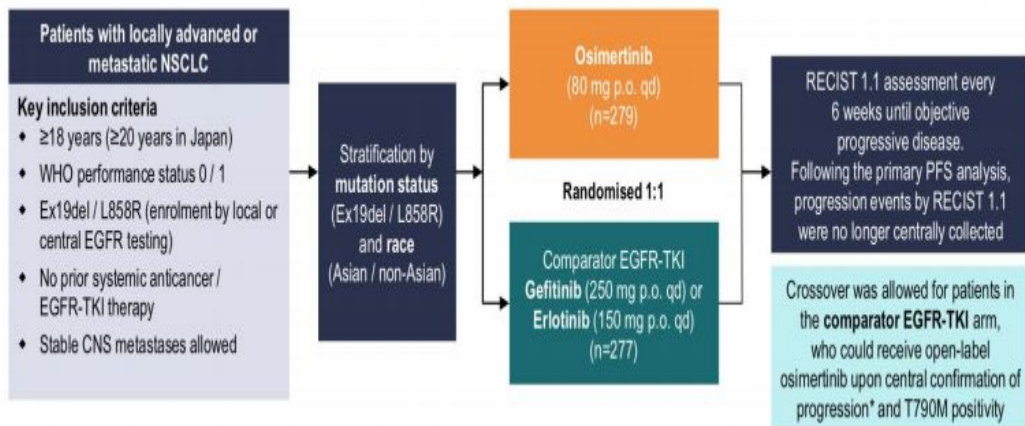 Patients with locally advanced or
metastatic NSCLC
Key inclusion criteria
◆ ≥18 years (≥20 years in Japan)
◆ WHO performance status 0 / 1
◆ Ex19del / L858R (enrolment by local or
central EGFR testing)
◆ No prior systemic anticancer /
EGFR-TKI therapy
◆ Stable CNS metastases allowed
Stratification by
mutation status
(Ex19del / L858R)
and race
(Asian / non-Asian)
Osimertinib
(80 mg p.o. qd)
(n=279)
Randomised 1:1
Comparator EGFR-TKI
Gefitinib (250 mg p.o. qd) or
Erlotinib (150 mg p.o. qd)
(n=277)
RECIST 1.1 assessment every
6 weeks until objective
progressive disease.
Following the primary PFS analysis,
progression events by RECIST 1.1
were no longer centrally collected
Crossover was allowed for patients in
the comparator EGFR-TKI arm,
who could receive open-label
osimertinib upon central confirmation of
progression* and T790M positivity